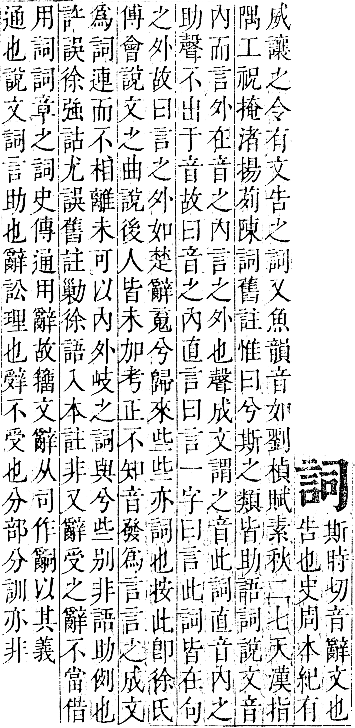 詞
斯時切音辭文也
告也史周本紀有
威讓之令有文告之詞又魚韻音如劉楨賦素秋二七天漢指
隅工祝掩渚揚茢陳詞舊註惟曰兮斯之類皆助語詞說文音
內而言外在音之內言之外也聲成文謂之音此詞直音內之
助聲不出于音故曰音之內直言曰言一字曰言此詞皆在句
之外故曰言之外如楚辭䰟兮歸來些些亦詞也按此卽徐氏
傅會說文之曲說後人皆未加考正不知音發爲言言之成文
爲詞連而不相離未可以內外岐之詞與兮些别非語助例也
許誤徐強詁尤誤舊註勦徐語入本註非又辭受之辭不當借
用詞詞章之詞史傳通用辭故籀文辭从司作𤔲以其義
通也說文詞言助也辭訟理也辤不受也分部分訓亦非